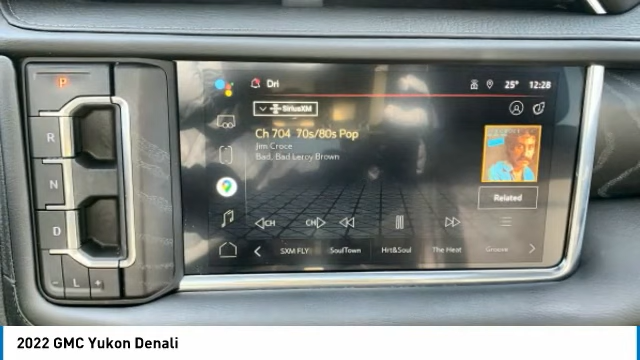 P
R
N
D
- L +
Dri
25° 12:28
SiriusXM
Ch 704 70s/80s Pop
Jim Croce
Bad, Bad Leroy Brown
Related
CH CH
SXM FLY SoulTown Hrt&Soul The Heat Groove
2022 GMC Yukon Denali